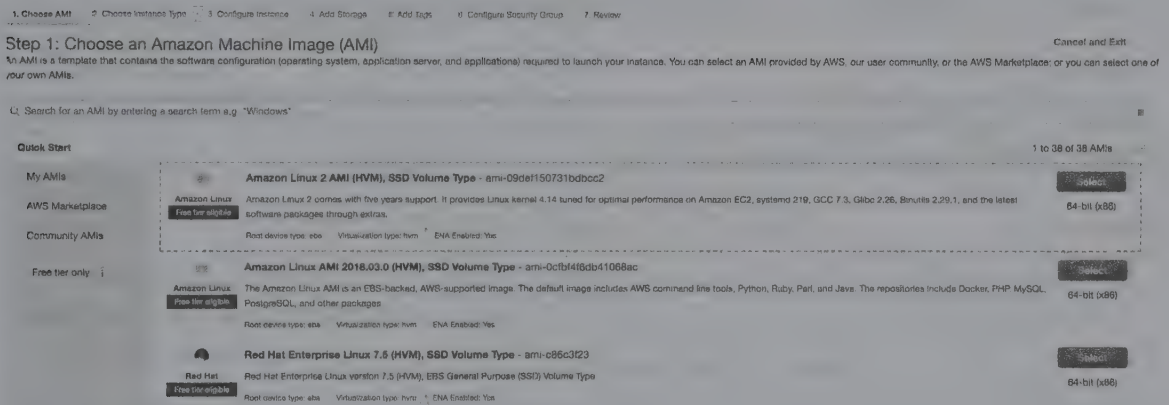 1. Choose AMI 2 Choose Instance Type 3 Configure Instance 4 Add Storage 5 Add Tags 6 Configure Security Group 7 Review
Step 1: Choose an Amazon Machine Image (AMI)
Cancel and Exit
An AMI is a template that contains the software configuration (operating system, application server, and applications) required to launch your instance. You can select an AMI provided by AWS, our user community, or the AWS Marketplace; or you can select one of
your own AMIs.
Search for an AMI by entering a search term e.g. "Windows"
Quick Start
1 to 38 of 38 AMIs
My AMIs
AWS Marketplace
Community AMIs
Free tier only i
Amazon Linux 2 AMI (HVM), SSD Volume Type - ami-09def150731bdbcc2
Select
Amazon Linux
Free tier eligible
Amazon Linux 2 comes with five years support. It provides Linux kernel 4.14 tuned for optimal performance on Amazon EC2, systemd 219, GCC 7.3, Glibc 2.26, Binutils 2.29.1, and the latest
software packages through extras.
64-bit (x86)
Root device type: ebs Virtualization type: hvm ENA Enabled: Yes
Amazon Linux AMI 2018.03.0 (HVM), SSD Volume Type - ami-0cfbf4f6db41068ac
Select
Amazon Linux
Free tier eligible
The Amazon Linux AMI is an EBS-backed, AWS-supported image. The default image includes AWS command line tools, Python, Ruby, Perl, and Java. The repositories include Docker, PHP MySQL,
PostgreSQL, and other packages
64-bit (x86)
Root device type: ebs Virtualization type: hvm ENA Enabled: Yes
Red Hat Enterprise Linux 7.5 (HVM), SSD Volume Type - ami-c86c3f23
Select
Red Hat
Free tier eligible
Red Hat Enterprise Linux version 7.5 (HVM), EBS General Purpose (SSD) Volume Type
64-bit (x86)
Root device type: ebs Virtualization type: hvm ENA Enabled: Yes